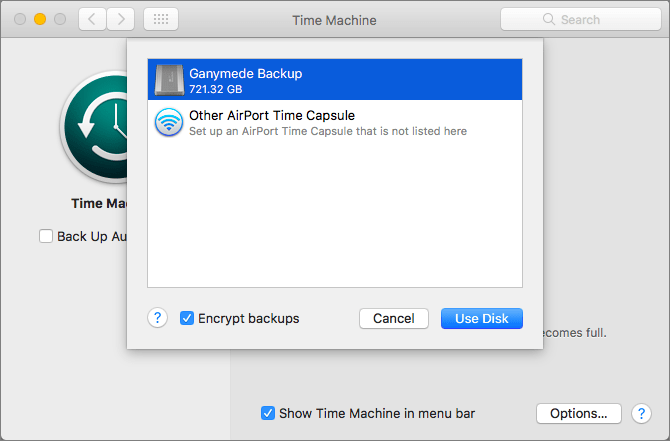 Time Machine
Search
Ganymede Backup
721.32 GB
Other AirPort Time Capsule
Set up an AirPort Time Capsule that is not listed here
Time Ma
Back Up Au
? Encrypt backups
Cancel
Use Disk
ecomes full.
Show Time Machine in menu bar
Options...
?